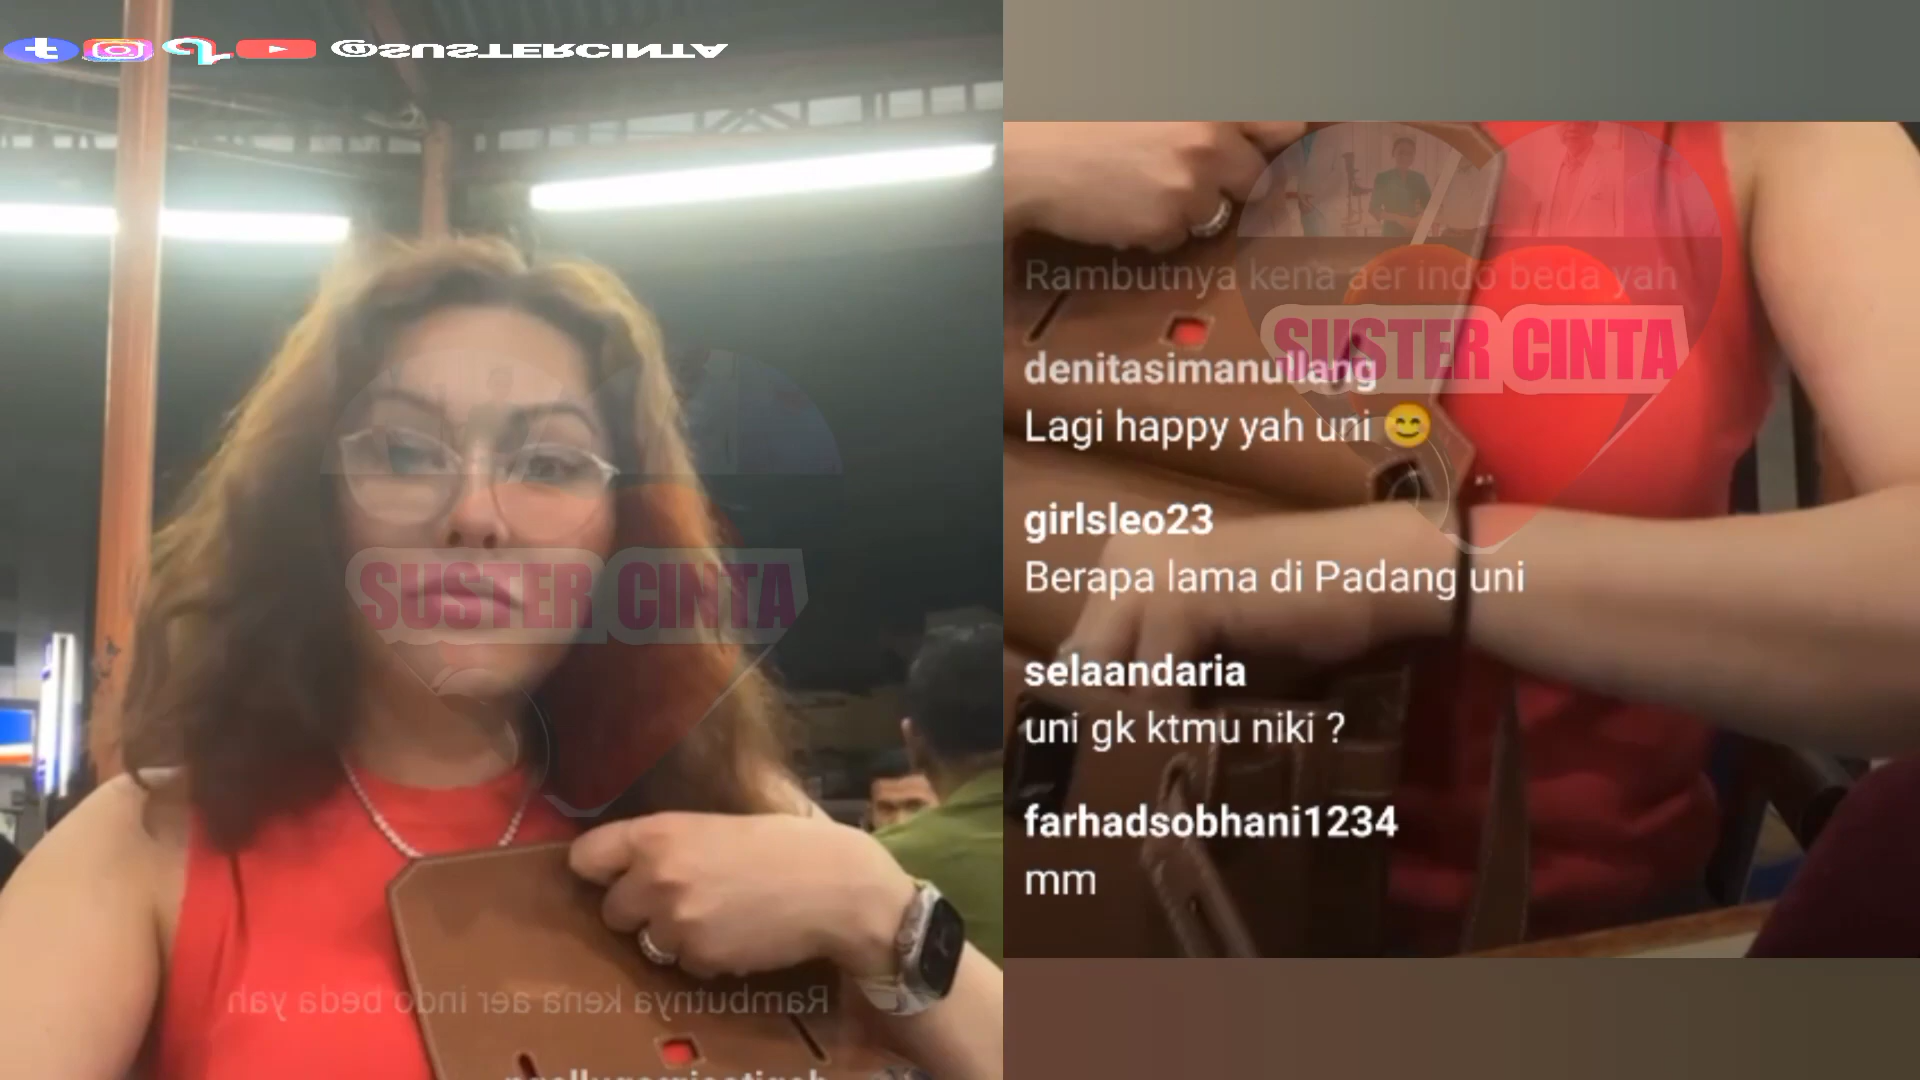 @SUSTERCINTA
SUSTER CINTA
Rambutnya kena aer indo beda yah
Rambutnya kena aer indo beda yah
SUSTER CINTA
denitasimanullang
Lagi happy yah uni 😊
girlsleo23
Berapa lama di Padang uni
selaandaria
uni gk ktmu niki ?
farhadsobhani1234
mm